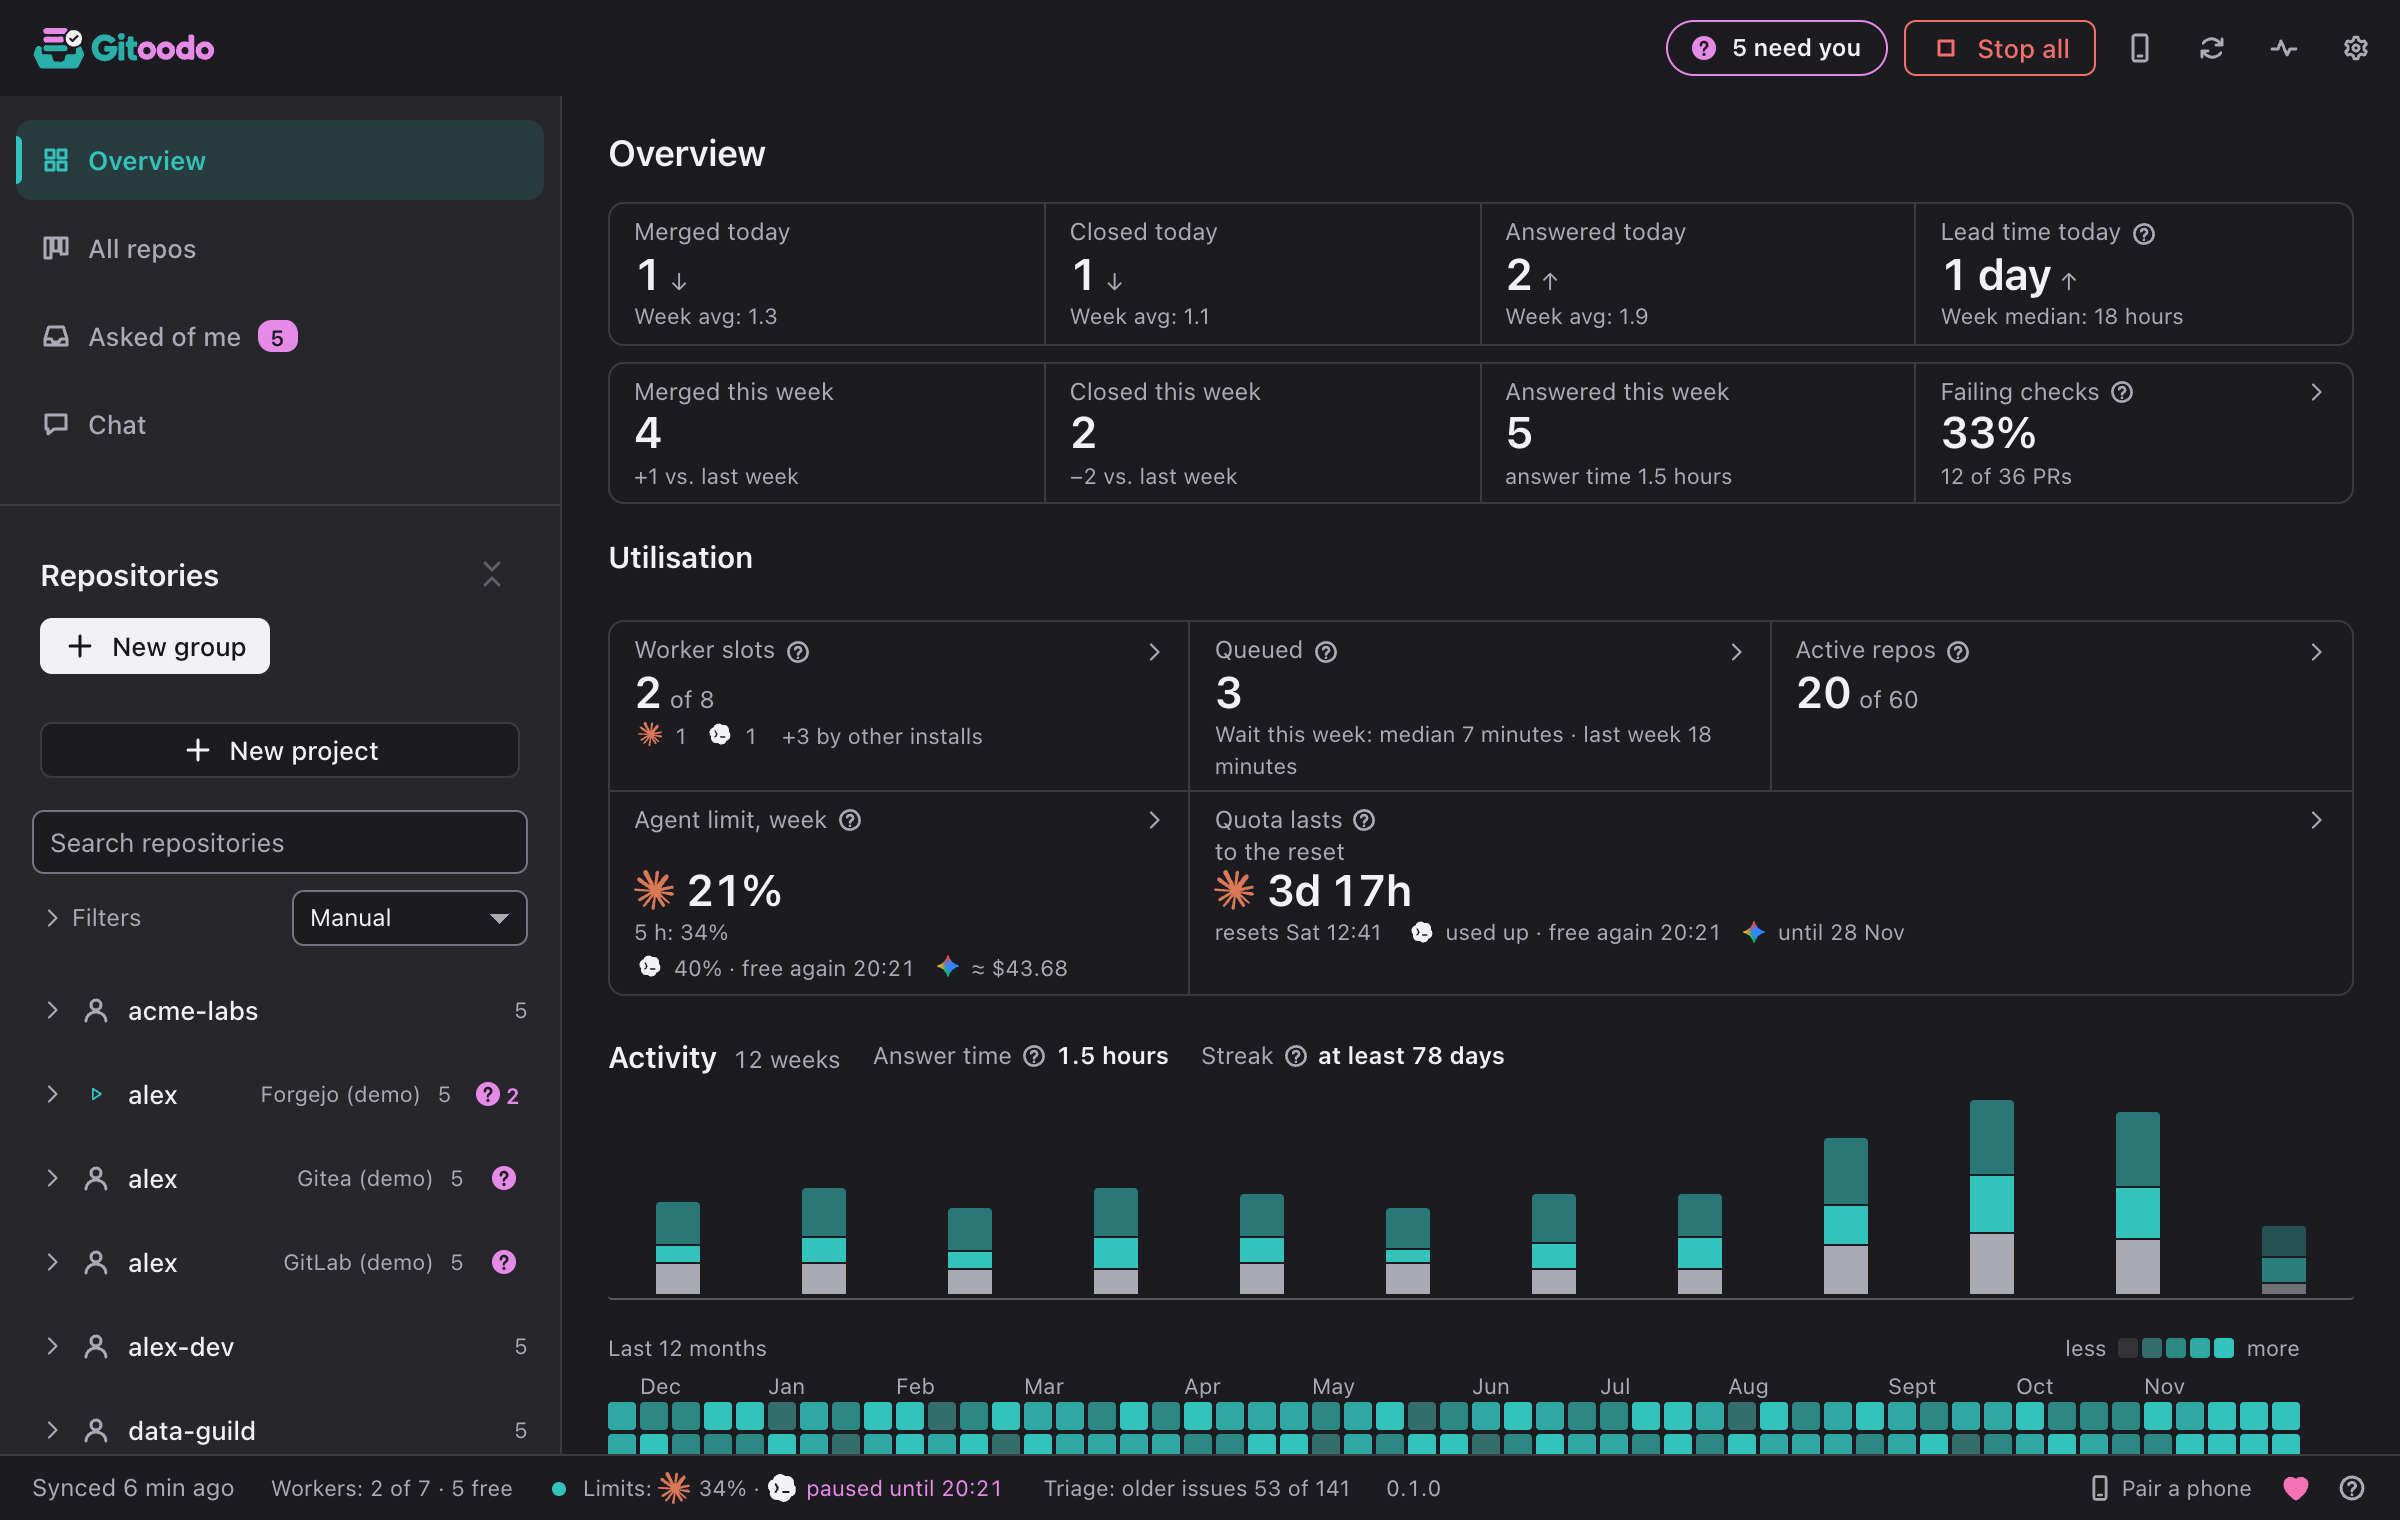 Gitoodo
5 need you
Stop all
Overview
All repos
Asked of me 5
Chat
Repositories
New group
New project
Search repositories
Filters
Manual
acme-labs 5
alex Forgejo (demo) 5 ? 2
alex Gitea (demo) 5 ?
alex GitLab (demo) 5 ?
alex-dev 5
data-guild 5
Overview
Merged today
1 ↓
Week avg: 1.3
Closed today
1 ↓
Week avg: 1.1
Answered today
2 ↑
Week avg: 1.9
Lead time today ?
1 day ↑
Week median: 18 hours
Merged this week
4
+1 vs. last week
Closed this week
2
−2 vs. last week
Answered this week
5
answer time 1.5 hours
Failing checks ?
33%
12 of 36 PRs
Utilisation
Worker slots ?
2 of 8
1 1 +3 by other installs
Queued ?
3
Wait this week: median 7 minutes · last week 18
minutes
Active repos ?
20 of 60
Agent limit, week ?
21%
5 h: 34%
40% · free again 20:21 ≈ $43.68
Quota lasts ?
to the reset
3d 17h
resets Sat 12:41 used up · free again 20:21 until 28 Nov
Activity 12 weeks Answer time ? 1.5 hours Streak ? at least 78 days
Last 12 months
less more
Dec Jan Feb Mar Apr May Jun Jul Aug Sept Oct Nov
Synced 6 min ago Workers: 2 of 7 · 5 free Limits: 34% · paused until 20:21 Triage: older issues 53 of 141 0.1.0
Pair a phone ?